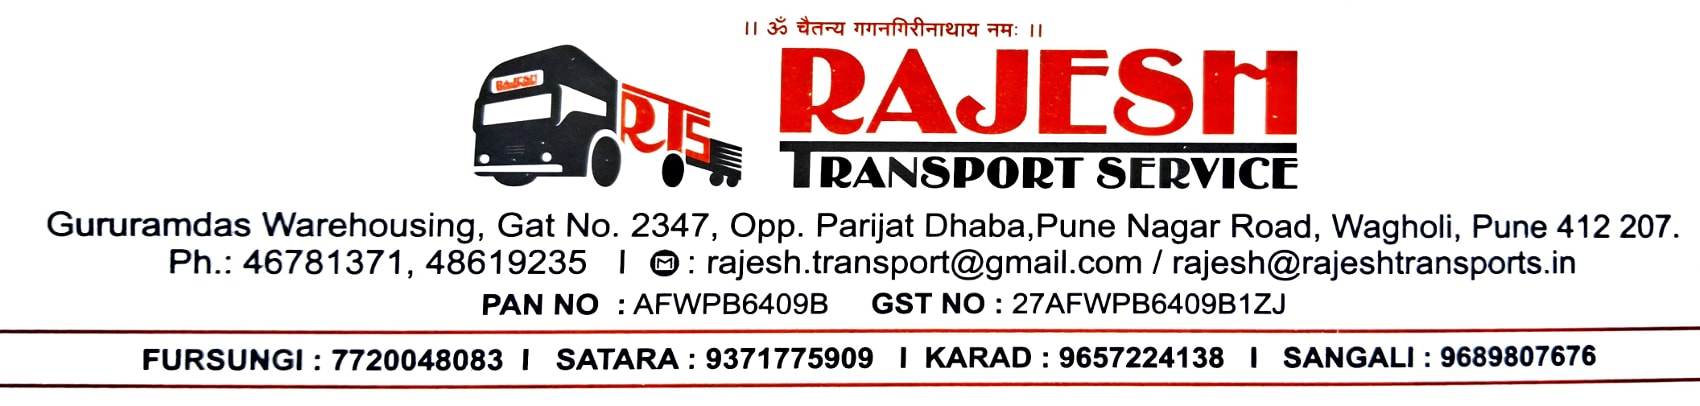 ।। ॐ चैतन्य गगनगिरीनाथाय नमः ।।
RAJESH
RTS
RAJESH
TRANSPORT SERVICE
Gururamdas Warehousing, Gat No. 2347, Opp. Parijat Dhaba,Pune Nagar Road, Wagholi, Pune 412 207.
Ph.: 46781371, 48619235 I M : rajesh.transport@gmail.com / rajesh@rajeshtransports.in
PAN NO : AFWPB6409B GST NO : 27AFWPB6409B1ZJ
FURSUNGI : 7720048083 I SATARA : 9371775909 I KARAD : 9657224138 I SANGALI : 9689807676